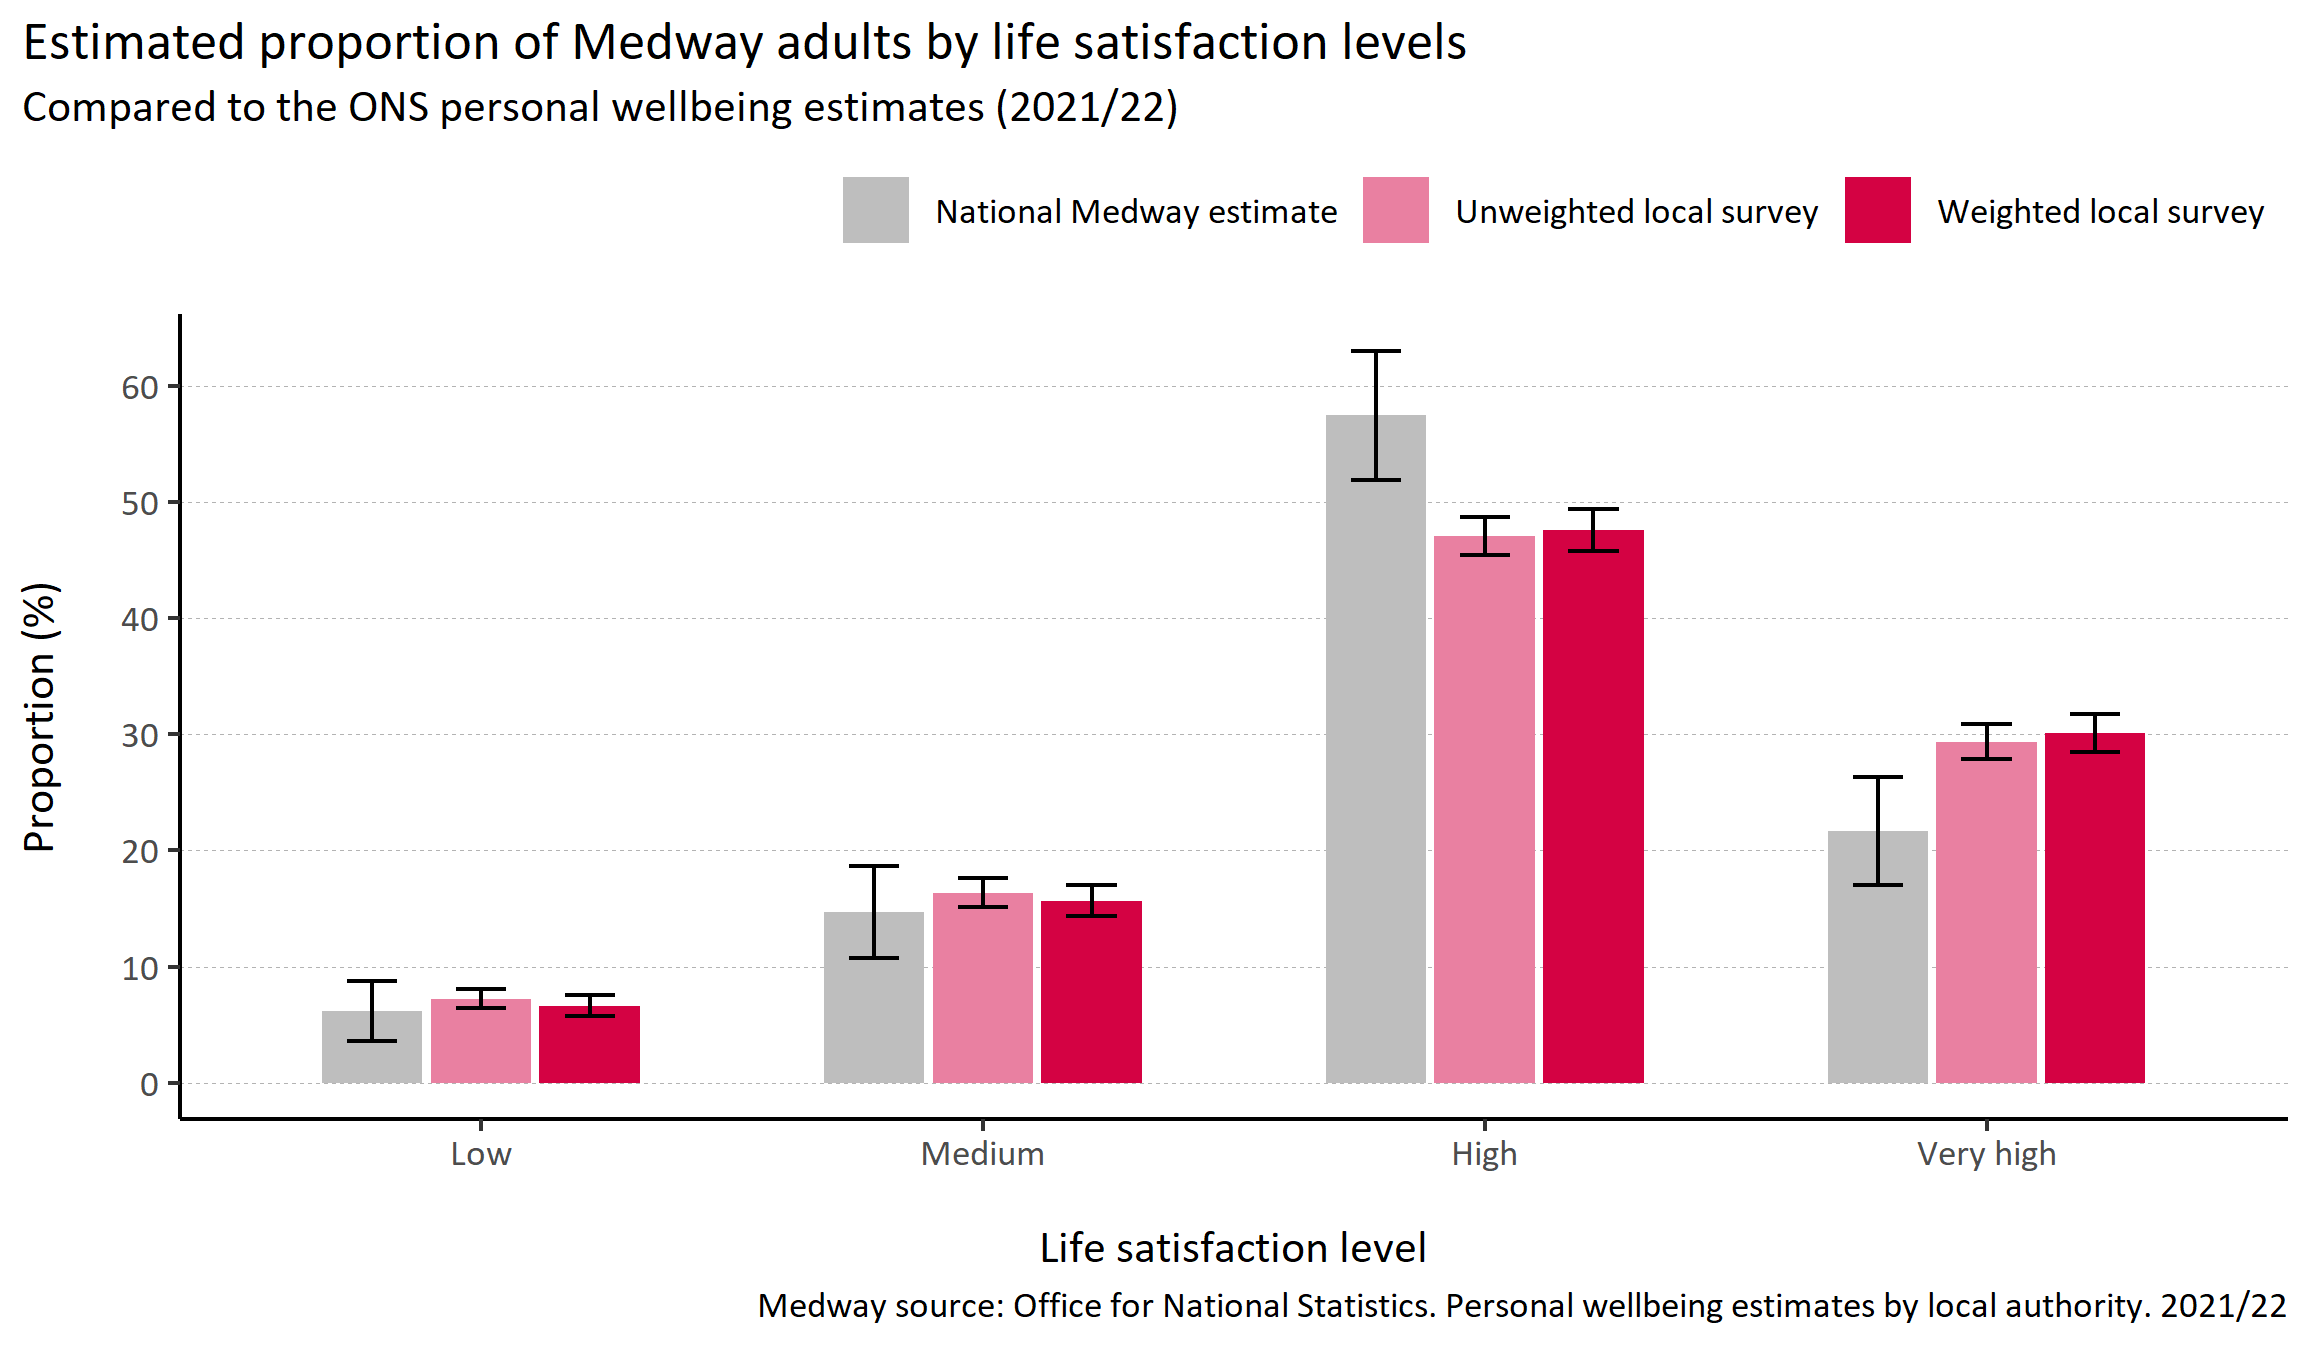 Estimated proportion of Medway adults by life satisfaction levels
Compared to the ONS personal wellbeing estimates (2021/22)
National Medway estimate
Unweighted local survey
Weighted local survey
Proportion (%)
60
50
40
30
20
10
0
Low
Medium
High
Very high
Life satisfaction level
Medway source: Office for National Statistics. Personal wellbeing estimates by local authority. 2021/22